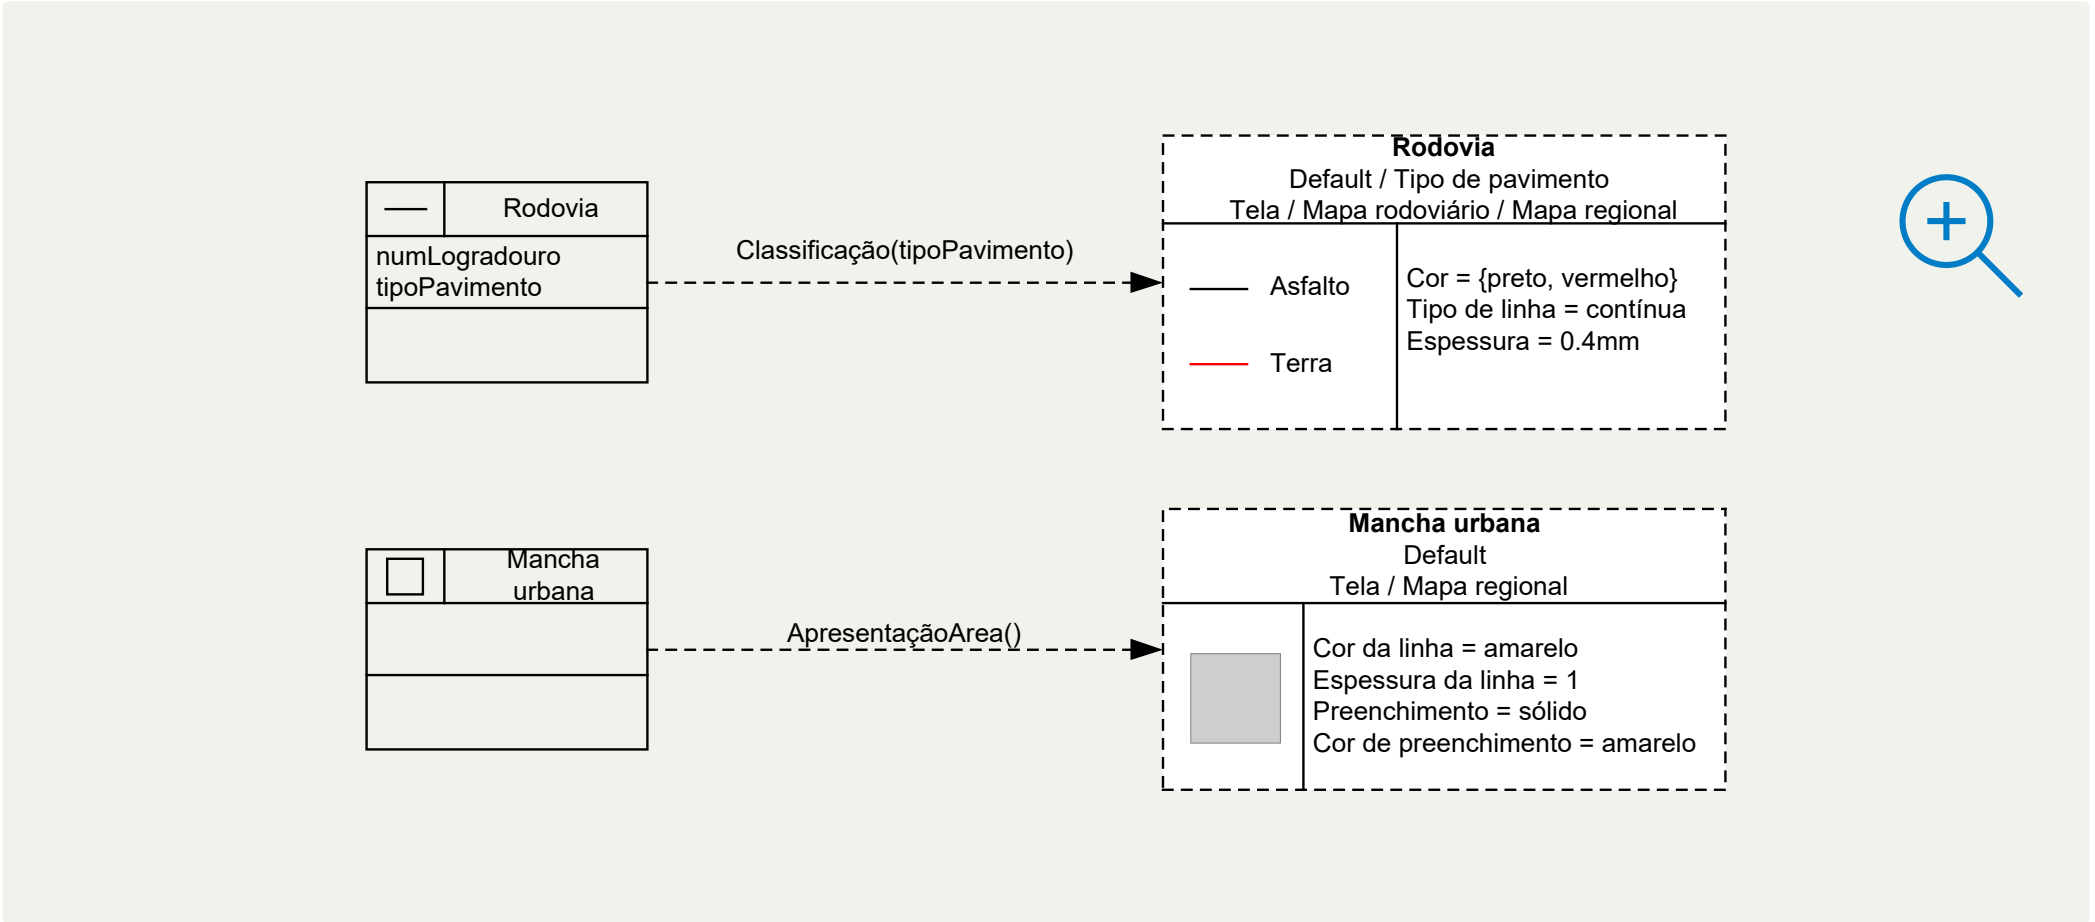 Rodovia
numLogradouro
tipoPavimento
Classificação(tipoPavimento)
Rodovia
Default / Tipo de pavimento
Tela / Mapa rodoviário / Mapa regional
Asfalto
Terra
Cor = {preto, vermelho}
Tipo de linha = contínua
Espessura = 0.4mm
Mancha
urbana
ApresentaçãoArea()
Mancha urbana
Default
Tela / Mapa regional
Cor da linha = amarelo
Espessura da linha = 1
Preenchimento = sólido
Cor de preenchimento = amarelo